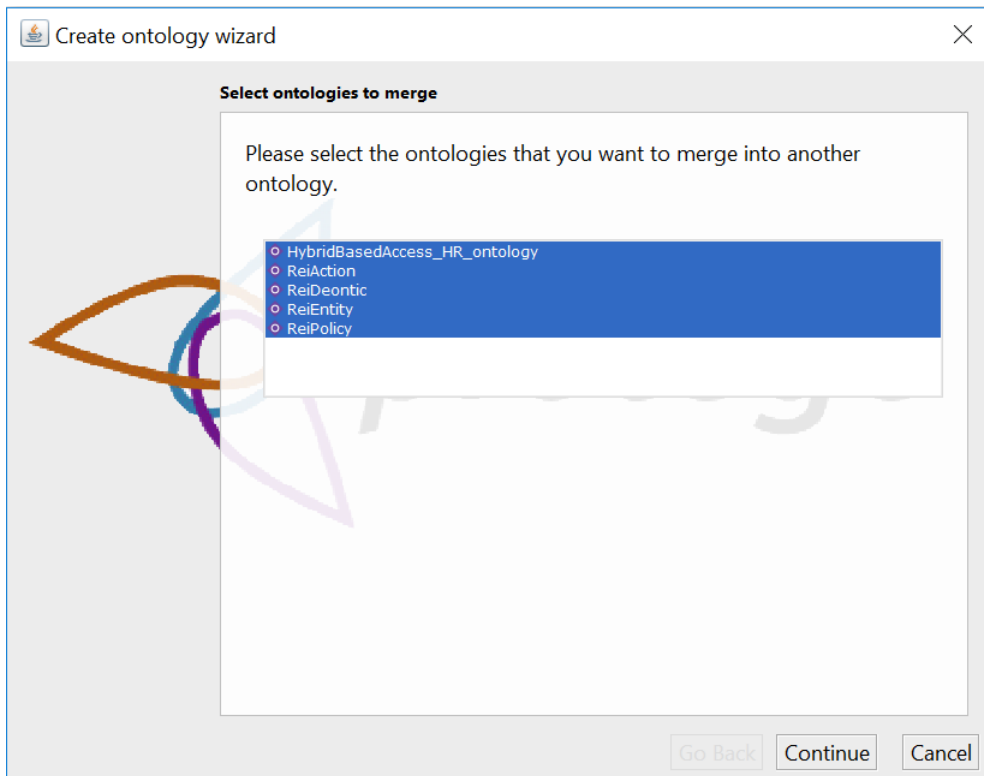 Create ontology wizard
Select ontologies to merge
Please select the ontologies that you want to merge into another
ontology.
HybridBasedAccess_HR_ontology
ReiAction
ReiDeontic
ReiEntity
ReiPolicy
Go Back Continue Cancel